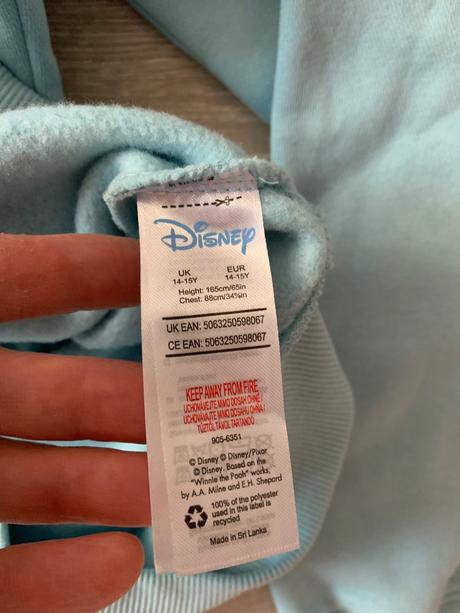 Disney
UK EUR
14-15Y 14-15Y
Height: 165cm/65in
Chest: 88cm/34¾in
UK EAN: 5063250598067
CE EAN: 5063250598067
KEEP AWAY FROM FIRE
UCHOVÁVEJTE MIMO DOSAH OHNĚ /
UCHOVÁVAJTE MIMO DOSAHU OHŇA /
TŰZTŐL TÁVOL TARTANDÓ
905-6351
© Disney © Disney/Pixar
© Disney. Based on the
"Winnie the Pooh" works,
by A.A. Milne and E.H. Shepard
100% of the polyester
used in this label is
recycled
Made in Sri Lanka